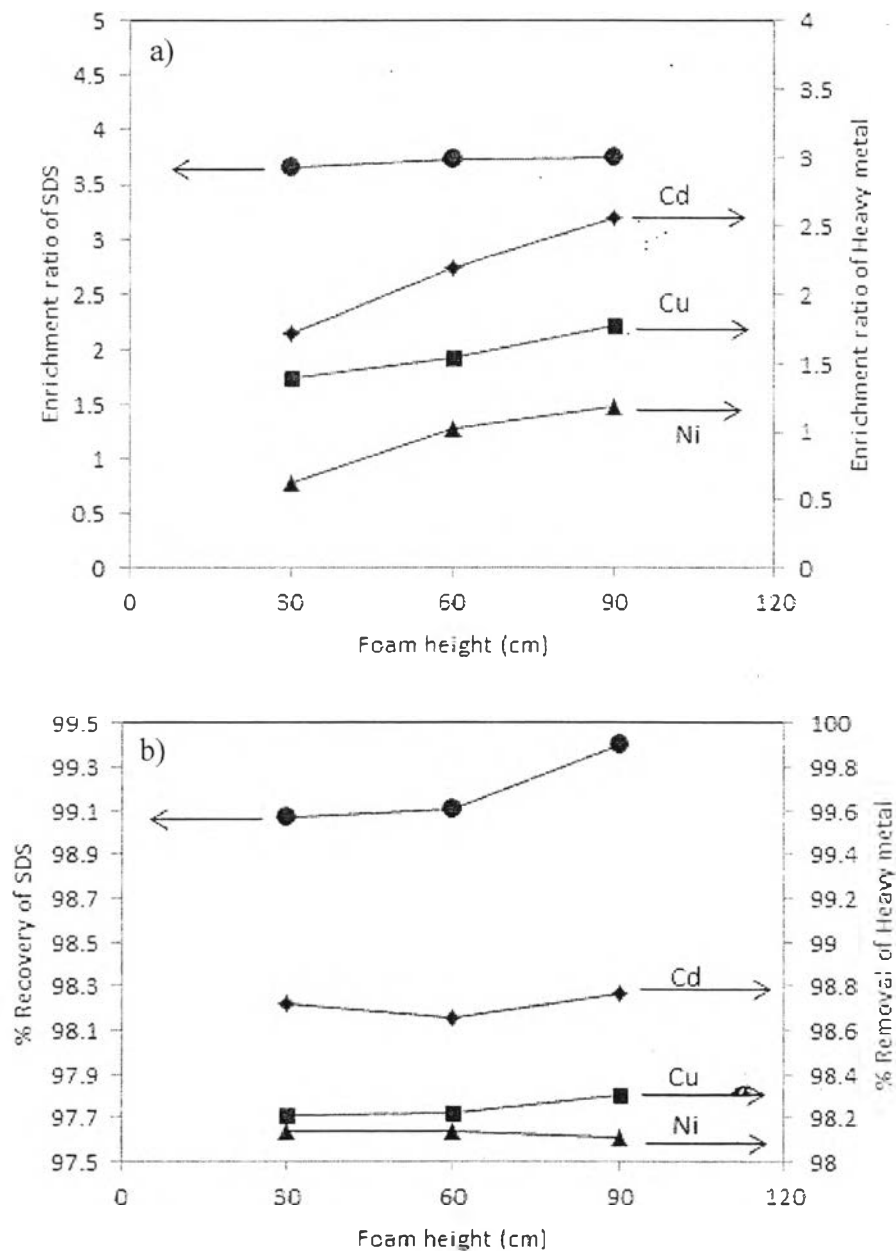 a)
5
4.5
4
3.5
3
2.5
2
1.5
1
0.5
0
Enrichment ratio of SDS
4
3.5
3
2.5
2
1.5
1
0.5
0
Enrichment ratio of Heavy metal
Cd
Cu
Ni
0 30 60 90 120
Foam height (cm)
b)
99.5
99.3
99.1
98.9
98.7
98.5
98.3
98.1
97.9
97.7
97.5
% Recovery of SDS
100
99.8
99.6
99.4
99.2
99
98.8
98.6
98.4
98.2
98
% Removal of Heavy metal
Cd
Cu
Ni
0 30 60 90 120
Foam height (cm)